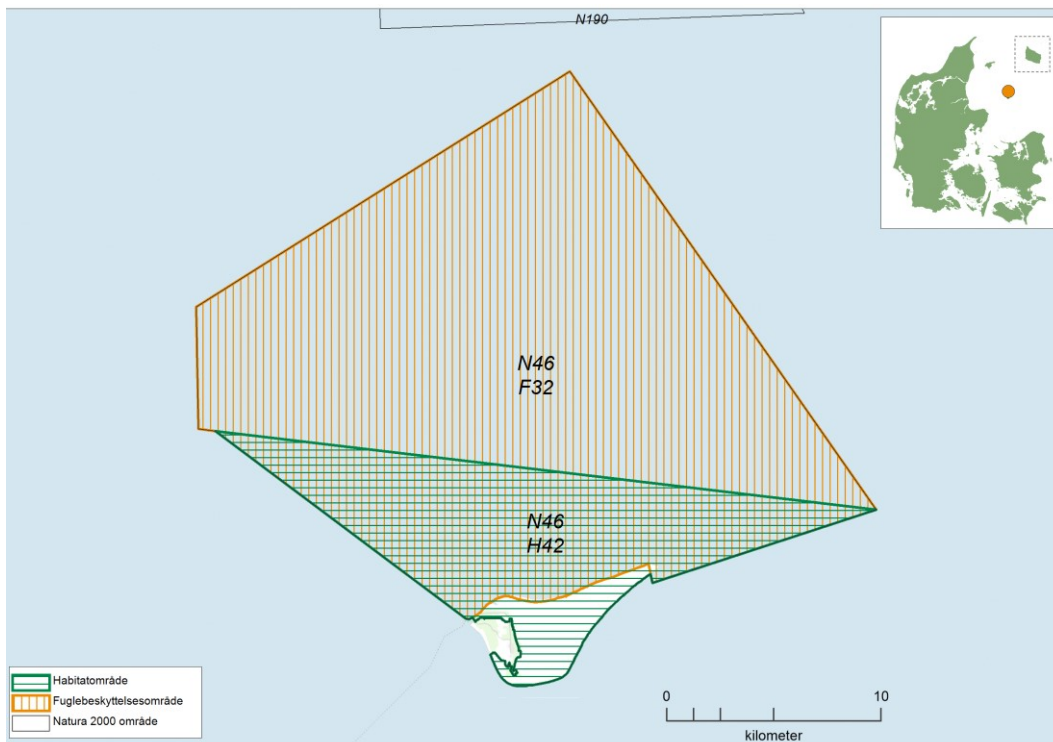 N190
N46
F32
N46
H42
Habitatområde
Fuglebeskyttelsesområde
Natura 2000 område
0 10
kilometer